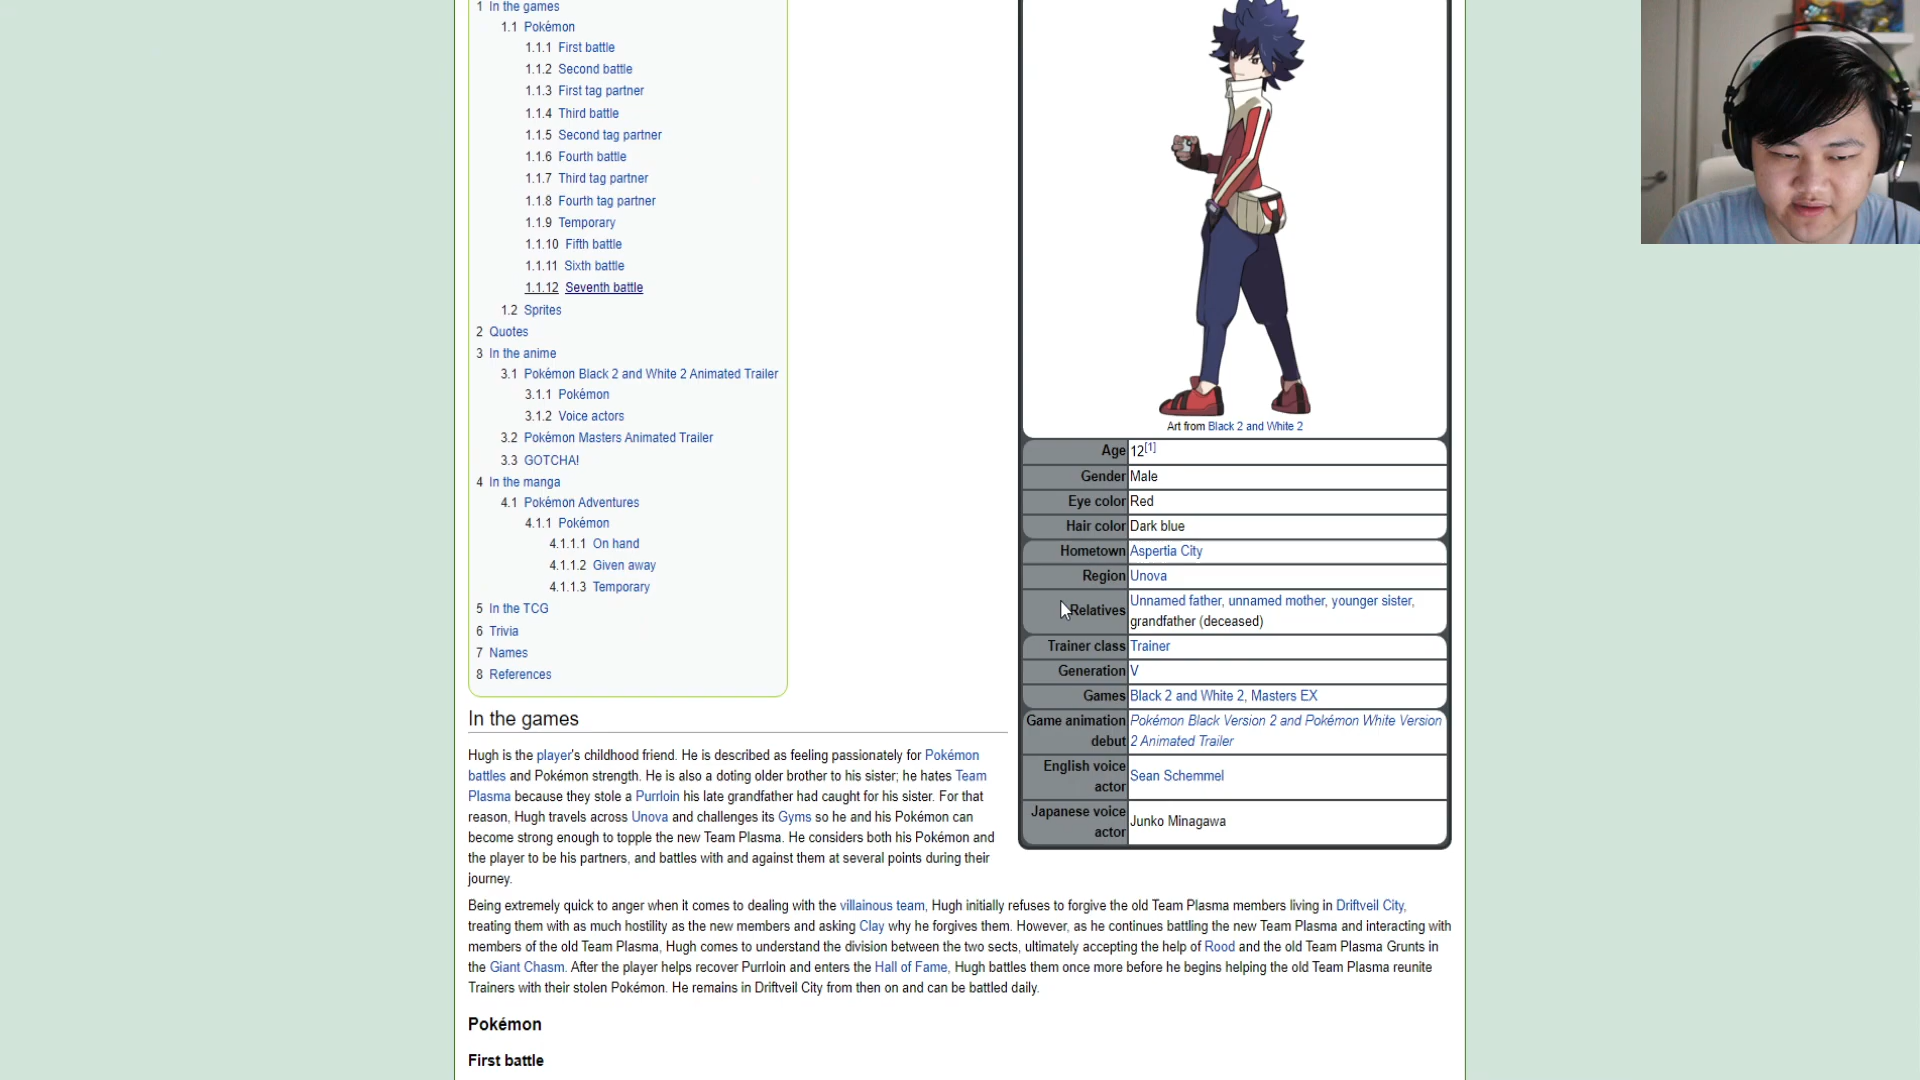 1 In the games
1.1 Pokémon
1.1.1 First battle
1.1.2 Second battle
1.1.3 First tag partner
1.1.4 Third battle
1.1.5 Second tag partner
1.1.6 Fourth battle
1.1.7 Third tag partner
1.1.8 Fourth tag partner
1.1.9 Temporary
1.1.10 Fifth battle
1.1.11 Sixth battle
1.1.12 Seventh battle
1.2 Sprites
2 Quotes
3 In the anime
3.1 Pokémon Black 2 and White 2 Animated Trailer
3.1.1 Pokémon
3.1.2 Voice actors
3.2 Pokémon Masters Animated Trailer
3.3 GOTCHA!
4 In the manga
4.1 Pokémon Adventures
4.1.1 Pokémon
4.1.1.1 On hand
4.1.1.2 Given away
4.1.1.3 Temporary
5 In the TCG
6 Trivia
7 Names
8 References
Art from Black 2 and White 2
Age 12[1]
Gender Male
Eye color Red
Hair color Dark blue
Hometown Aspertia City
Region Unova
Relatives Unnamed father, unnamed mother, younger sister,
grandfather (deceased)
Trainer class Trainer
Generation V
Games Black 2 and White 2, Masters EX
Game animation debut Pokémon Black Version 2 and Pokémon White Version
2 Animated Trailer
English voice actor Sean Schemmel
Japanese voice actor Junko Minagawa
In the games
Hugh is the player's childhood friend. He is described as feeling passionately for Pokémon
battles and Pokémon strength. He is also a doting older brother to his sister; he hates Team
Plasma because they stole a Purrloin his late grandfather had caught for his sister. For that
reason, Hugh travels across Unova and challenges its Gyms so he and his Pokémon can
become strong enough to topple the new Team Plasma. He considers both his Pokémon and
the player to be his partners, and battles with and against them at several points during their
journey.
Being extremely quick to anger when it comes to dealing with the villainous team, Hugh initially refuses to forgive the old Team Plasma members living in Driftveil City,
treating them with as much hostility as the new members and asking Clay why he forgives them. However, as he continues battling the new Team Plasma and interacting with
members of the old Team Plasma, Hugh comes to understand the division between the two sects, ultimately accepting the help of Rood and the old Team Plasma Grunts in
the Giant Chasm. After the player helps recover Purrloin and enters the Hall of Fame, Hugh battles them once more before he begins helping the old Team Plasma reunite
Trainers with their stolen Pokémon. He remains in Driftveil City from then on and can be battled daily.
Pokémon
First battle